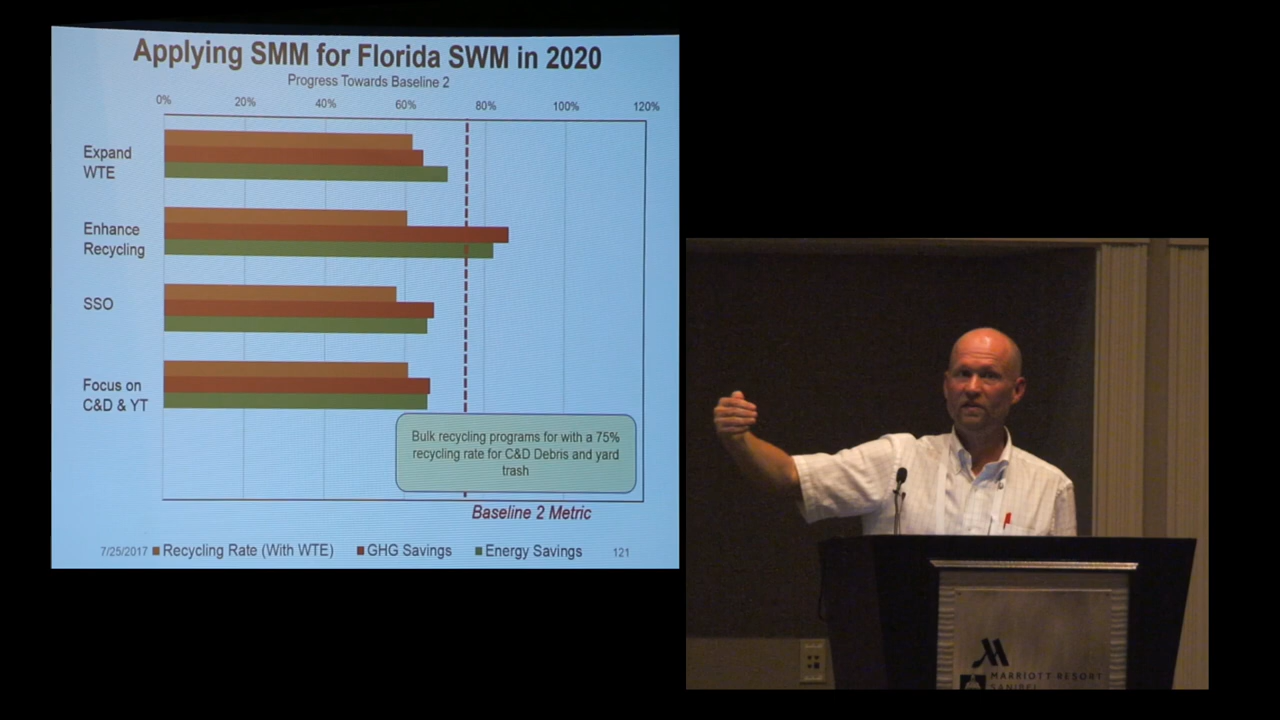 Applying SMM for Florida SWM in 2020
Progress Towards Baseline 2
0% 20% 40% 60% 80% 100% 120%
Expand
WTE
Enhance
Recycling
SSO
Focus on
C&D & YT
Bulk recycling programs for with a 75%
recycling rate for C&D Debris and yard
trash
Baseline 2 Metric
7/25/2017 Recycling Rate (With WTE) GHG Savings Energy Savings 121
MARRIOTT RESORT
SANIBEL